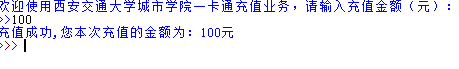 欢迎使用西安交通大学城市学院一卡通充值业务，请输入充值金额（元）：
>>100
充值成功,您本次充值的金额为：100元
>>>